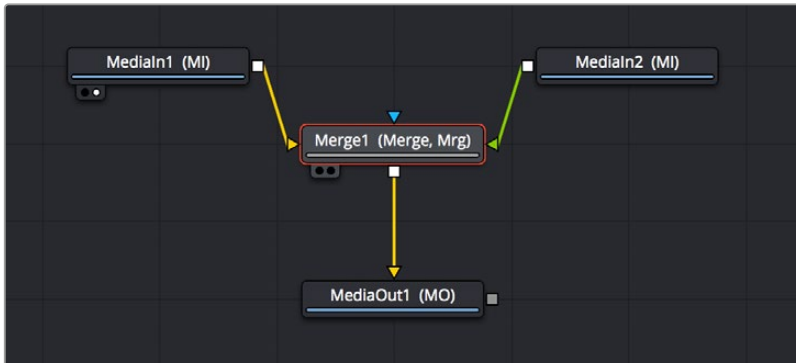 MediaIn1 (MI)
MediaIn2 (MI)
Merge1 (Merge, Mrg)
MediaOut1 (MO)